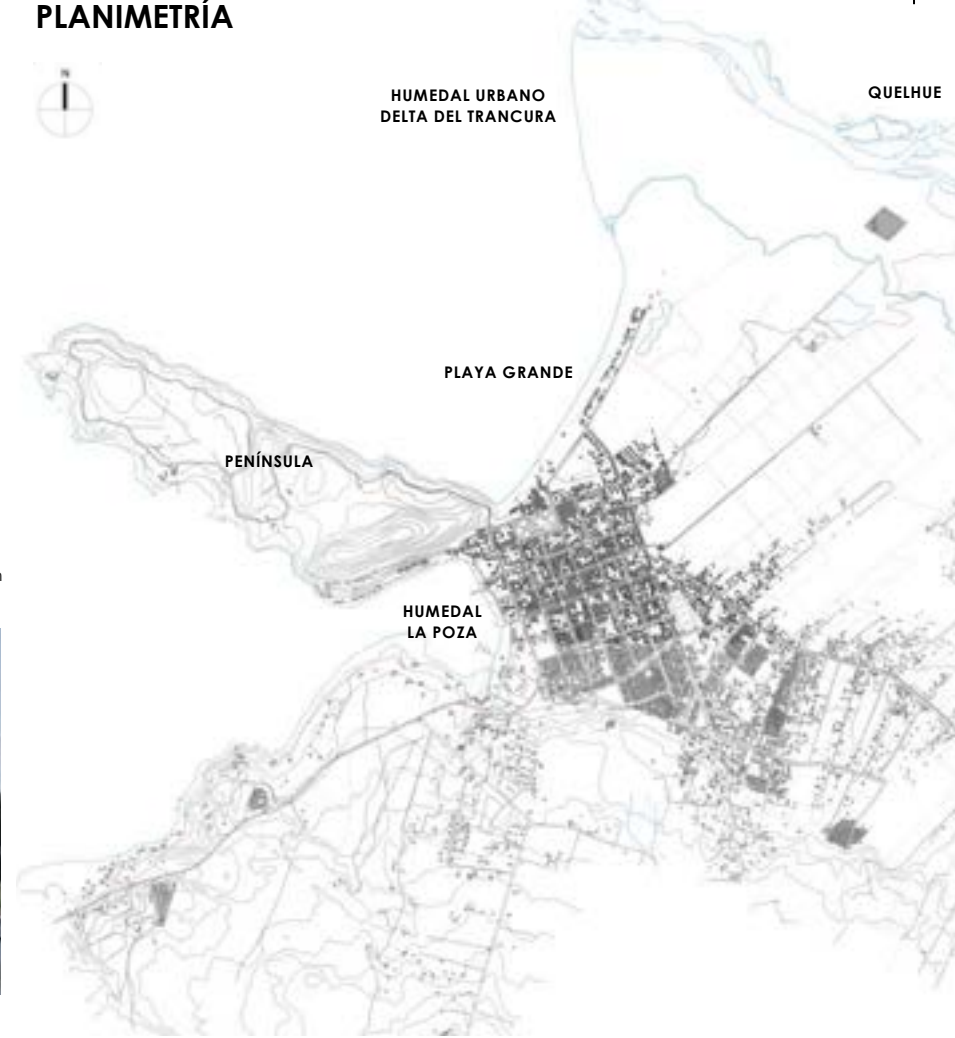 PLANIMETRÍA
N
HUMEDAL URBANO
DELTA DEL TRANCURA
QUELHUE
PLAYA GRANDE
PENÍNSULA
HUMEDAL
LA POZA